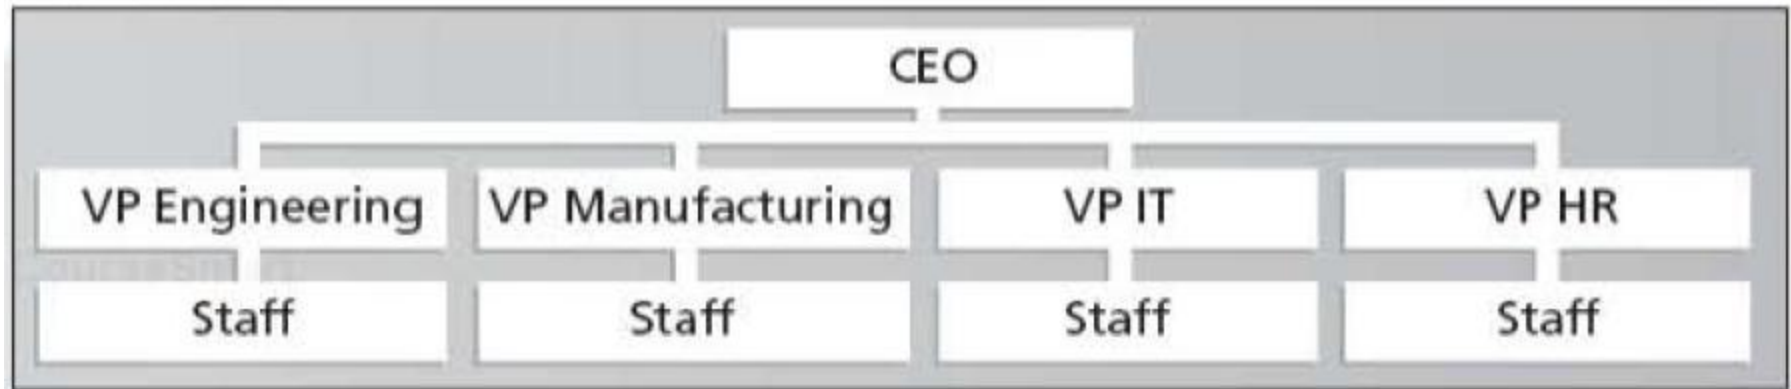 CEO
VP Engineering VP Manufacturing VP IT VP HR
Staff Staff Staff Staff